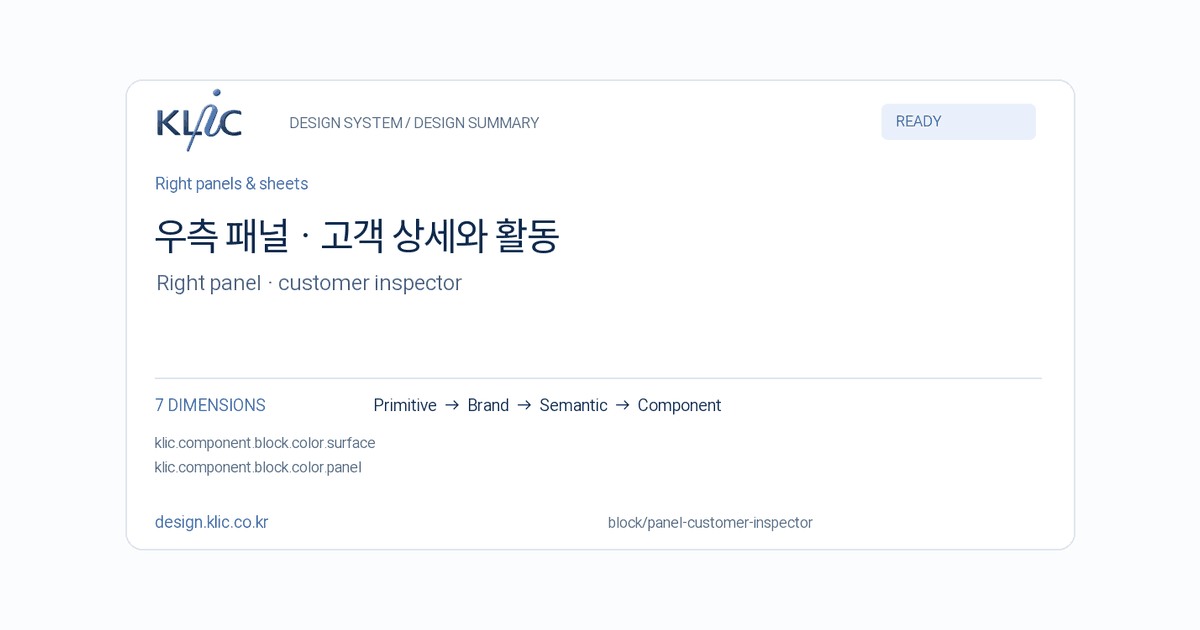 KLIC
DESIGN SYSTEM / DESIGN SUMMARY
READY
Right panels & sheets
우측 패널 · 고객 상세와 활동
Right panel · customer inspector
7 DIMENSIONS
Primitive → Brand → Semantic → Component
klic.component.block.color.surface
klic.component.block.color.panel
design.klic.co.kr
block/panel-customer-inspector